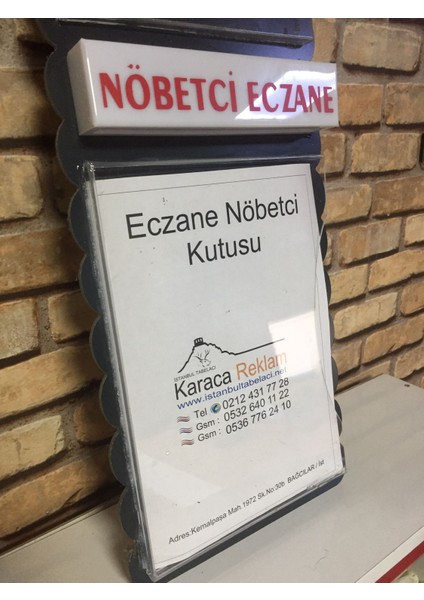 NÖBETCİ ECZANE
Eczane Nöbetci
Kutusu
İSTANBUL TABELACI
Karaca Reklam
www.istanbultabelaci.net
Tel : 0212 431 77 28
Gsm : 0532 640 11 22
Gsm : 0536 776 24 10
Adres:Kemalpaşa Mah.1972 Sk.No:30b BAĞCILAR / İst